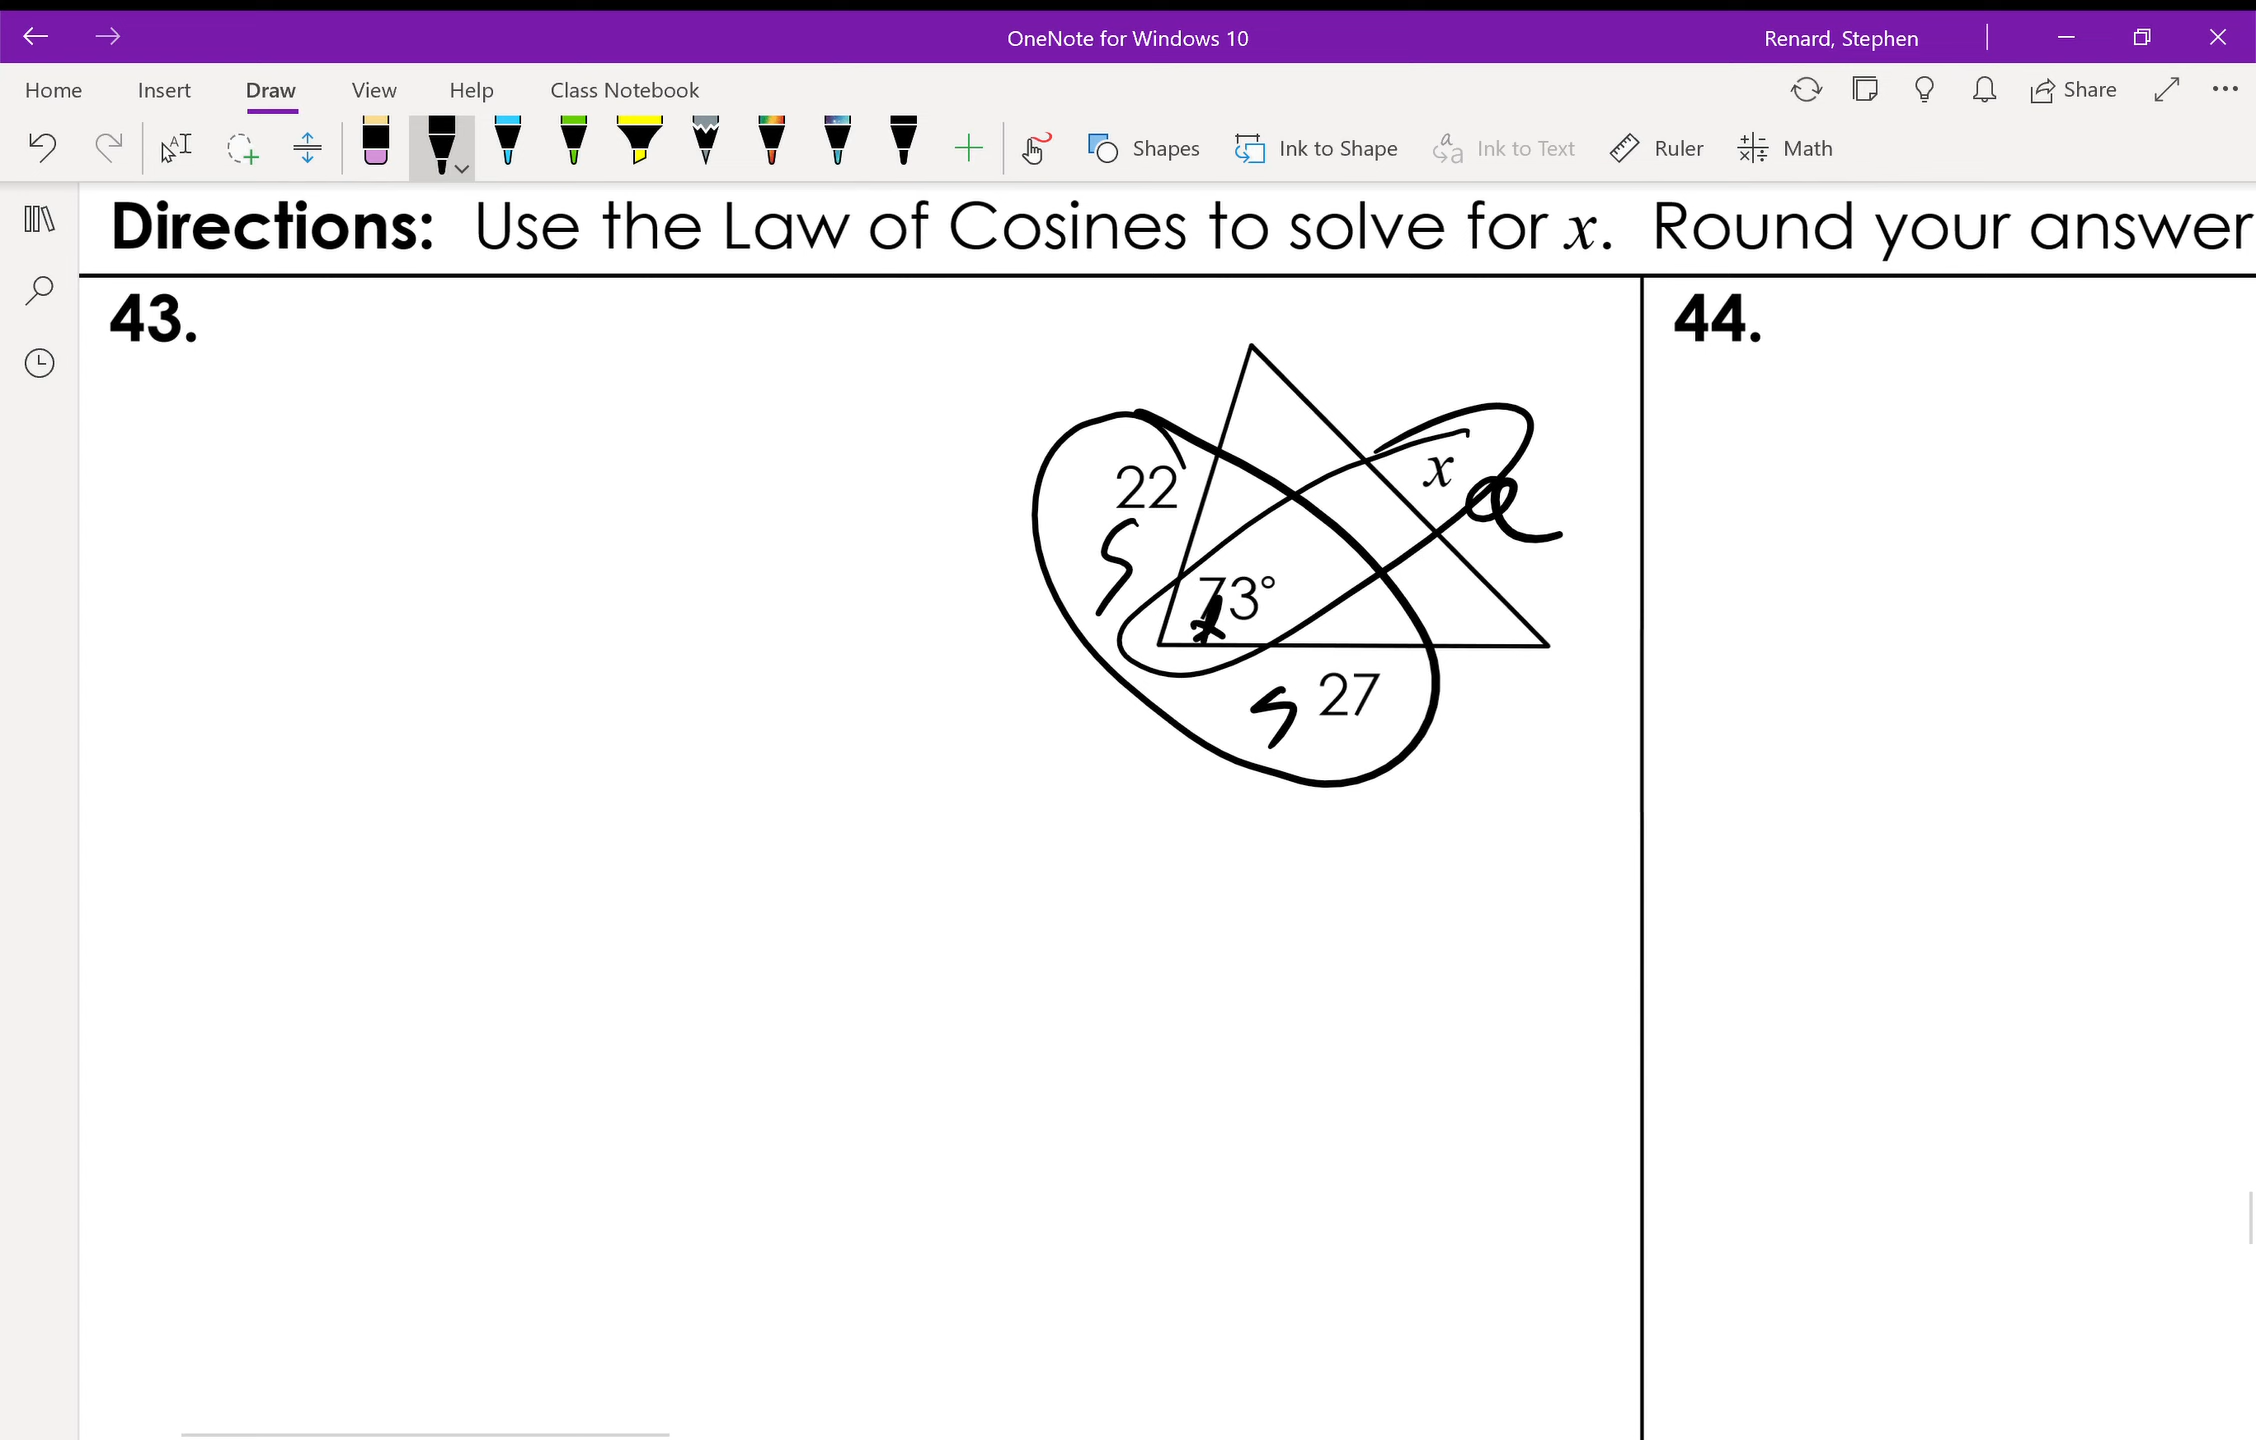 OneNote for Windows 10
Renard, Stephen
Home Insert Draw View Help Class Notebook
Share
Shapes Ink to Shape Ink to Text Ruler Math
Directions: Use the Law of Cosines to solve for x. Round your answer
43.
44.
22
x
a
s
73°
s 27